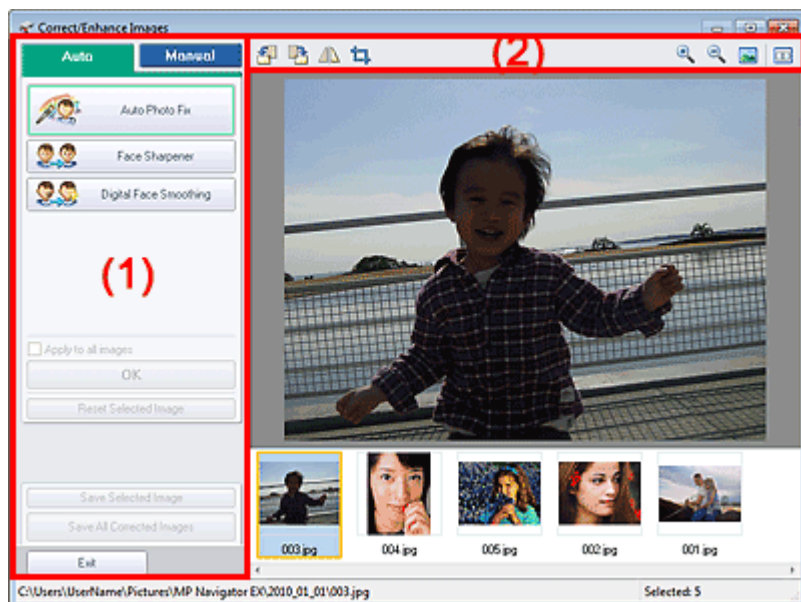 Correct/Enhance Images
Auto Manual
(2)
Auto Photo Fix
Face Sharpener
Digital Face Smoothing
(1)
Apply to all images
OK
Reset Selected Image
Save Selected Image
Save All Corrected Images
Exit
003.jpg 004.jpg 005.jpg 002.jpg 001.jpg
C:\Users\UserName\Pictures\MP Navigator EX\2010_01_01\003.jpg Selected: 5